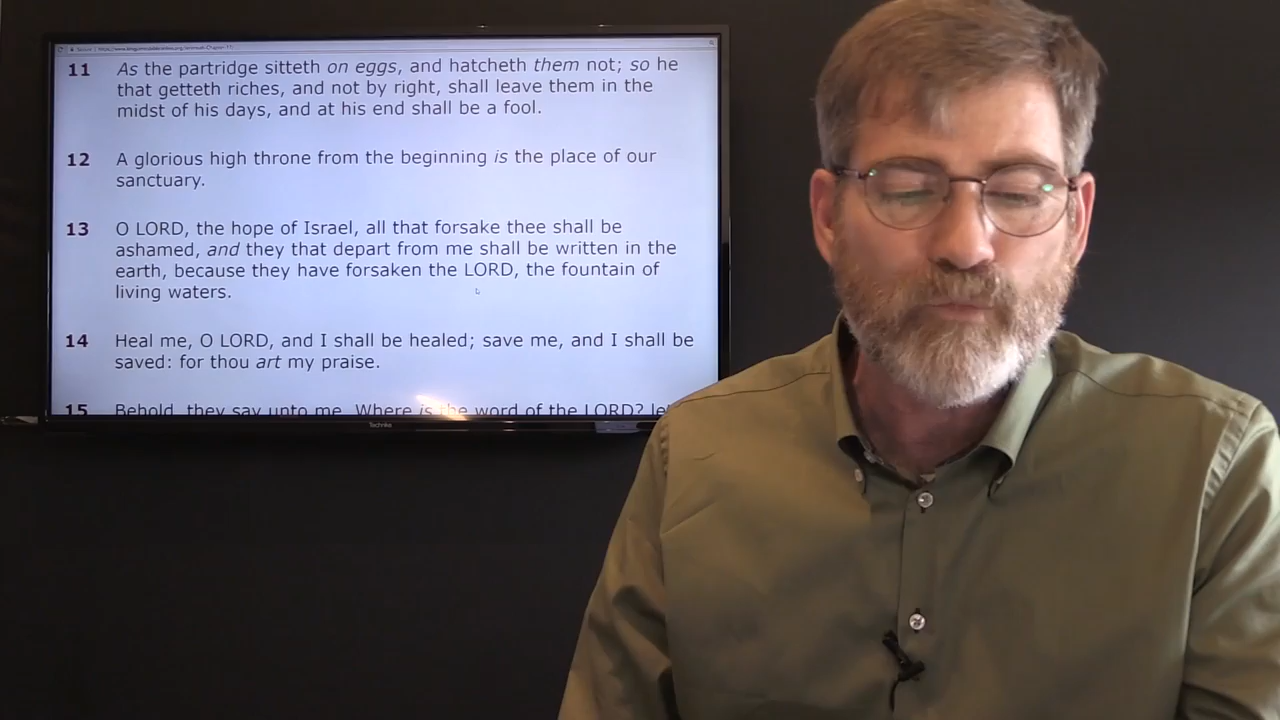 11 As the partridge sitteth on eggs, and hatcheth them not; so he
that getteth riches, and not by right, shall leave them in the
midst of his days, and at his end shall be a fool.
12 A glorious high throne from the beginning is the place of our
sanctuary.
13 O LORD, the hope of Israel, all that forsake thee shall be
ashamed, and they that depart from me shall be written in the
earth, because they have forsaken the LORD, the fountain of
living waters.
14 Heal me, O LORD, and I shall be healed; save me, and I shall be
saved: for thou art my praise.
15 Behold, they say unto me, Where is the word of the LORD? let
Technika